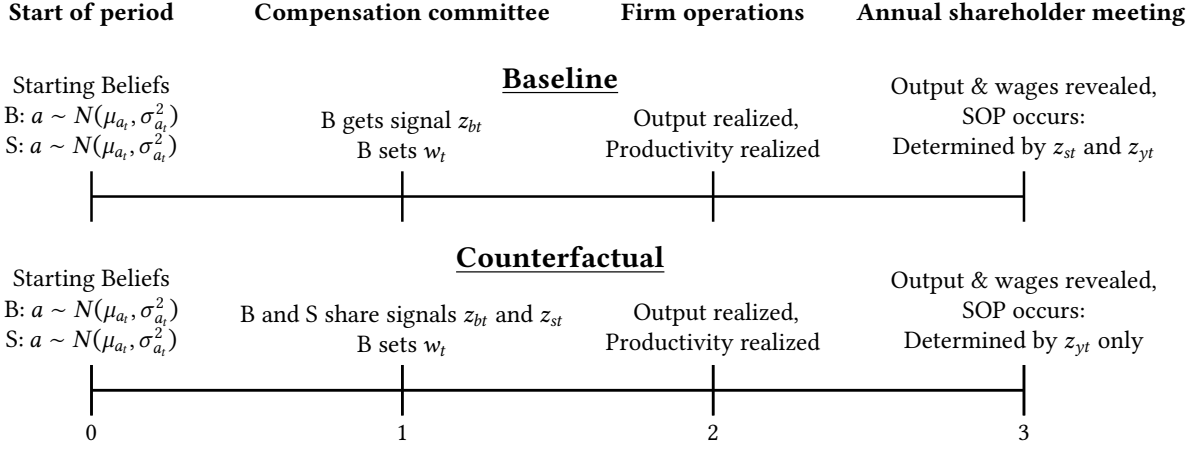 Start of period Compensation committee Firm operations Annual shareholder meeting
Baseline
Starting Beliefs
B: a ~ N(μ_{a_t}, σ²_{a_t})
S: a ~ N(μ_{a_t}, σ²_{a_t})
B gets signal z_{bt}
B sets w_t
Output realized,
Productivity realized
Output & wages revealed,
SOP occurs:
Determined by z_{st} and z_{yt}
Counterfactual
Starting Beliefs
B: a ~ N(μ_{a_t}, σ²_{a_t})
S: a ~ N(μ_{a_t}, σ²_{a_t})
B and S share signals z_{bt} and z_{st}
B sets w_t
Output realized,
Productivity realized
Output & wages revealed,
SOP occurs:
Determined by z_{yt} only
0 1 2 3